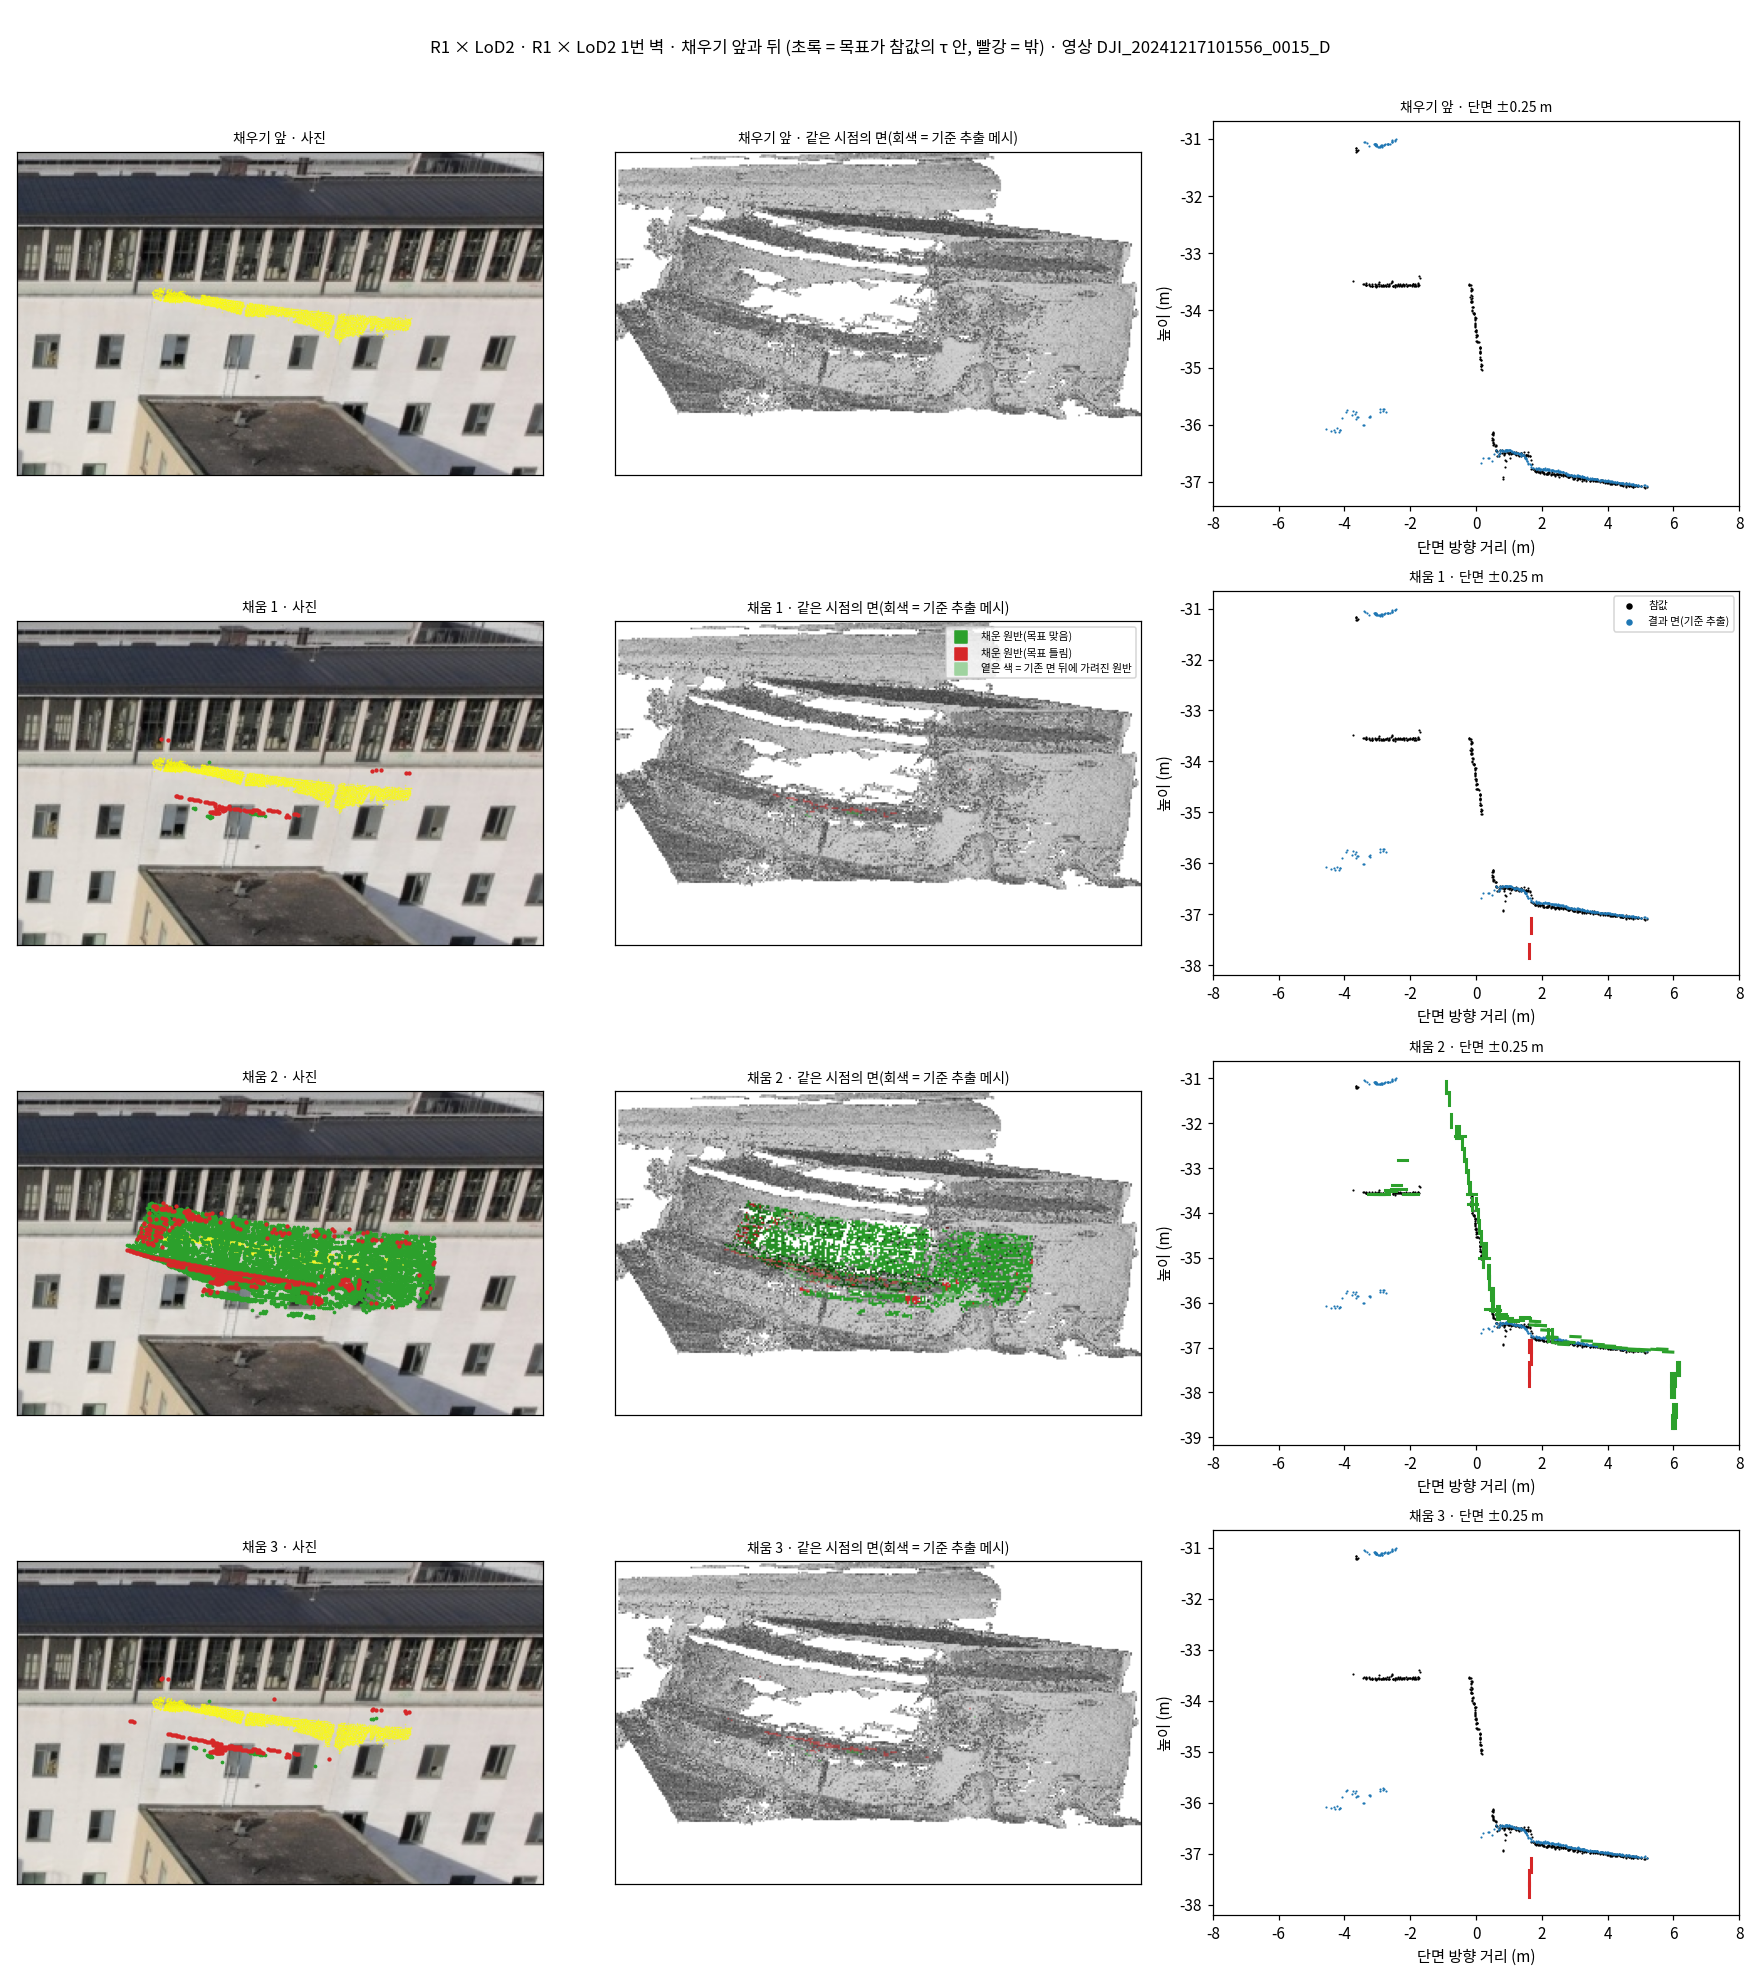 R1 × LoD2 · R1 × LoD2 1번 벽 · 채우기 앞과 뒤 (초록 = 목표가 참값의 τ 안, 빨강 = 밖) · 영상 DJI_20241217101556_0015_D
채우기 앞 · 사진
채우기 앞 · 같은 시점의 면(회색 = 기준 추출 메시)
채우기 앞 · 단면 ±0.25 m
높이 (m)
-31
-32
-33
-34
-35
-36
-37
-8 -6 -4 -2 0 2 4 6 8
단면 방향 거리 (m)
채움 1 · 사진
채움 1 · 같은 시점의 면(회색 = 기준 추출 메시)
채운 원반(목표 맞음)
채운 원반(목표 틀림)
옅은 색 = 기존 면 뒤에 가려진 원반
채움 1 · 단면 ±0.25 m
참값
결과 면(기준 추출)
높이 (m)
-31
-32
-33
-34
-35
-36
-37
-38
-8 -6 -4 -2 0 2 4 6 8
단면 방향 거리 (m)
채움 2 · 사진
채움 2 · 같은 시점의 면(회색 = 기준 추출 메시)
채움 2 · 단면 ±0.25 m
높이 (m)
-31
-32
-33
-34
-35
-36
-37
-38
-39
-8 -6 -4 -2 0 2 4 6 8
단면 방향 거리 (m)
채움 3 · 사진
채움 3 · 같은 시점의 면(회색 = 기준 추출 메시)
채움 3 · 단면 ±0.25 m
높이 (m)
-31
-32
-33
-34
-35
-36
-37
-38
-8 -6 -4 -2 0 2 4 6 8
단면 방향 거리 (m)